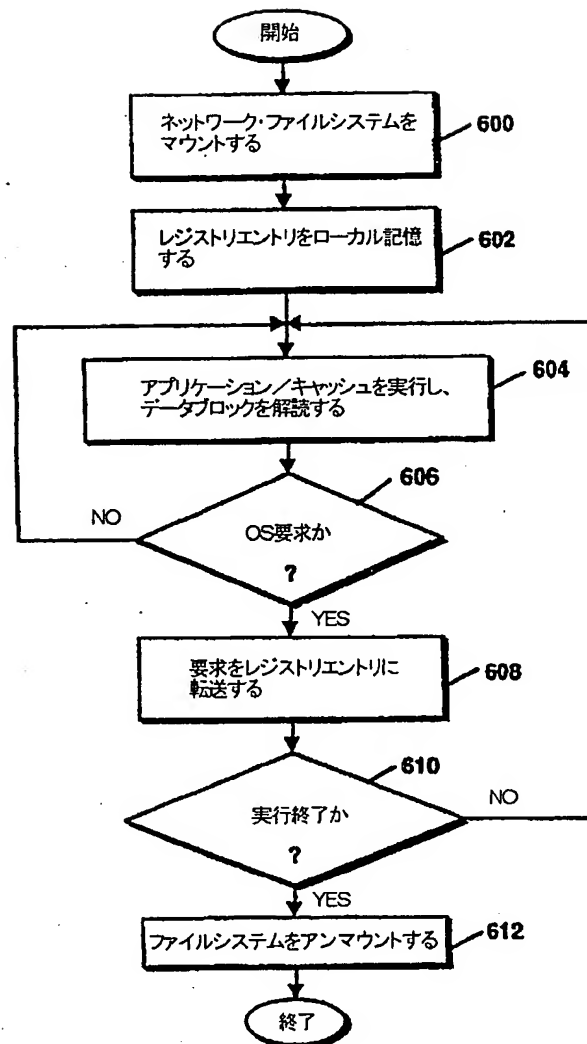 開始
ネットワーク・ファイルシステムを
マウントする
600
レジストリエントリをローカル記憶
する
602
アプリケーション／キャッシュを実行し、
データブロックを解読する
604
606
NO
OS要求か
?
YES
要求をレジストリエントリに
転送する
608
610
実行終了か
NO
?
YES
ファイルシステムをアンマウントする
612
終了